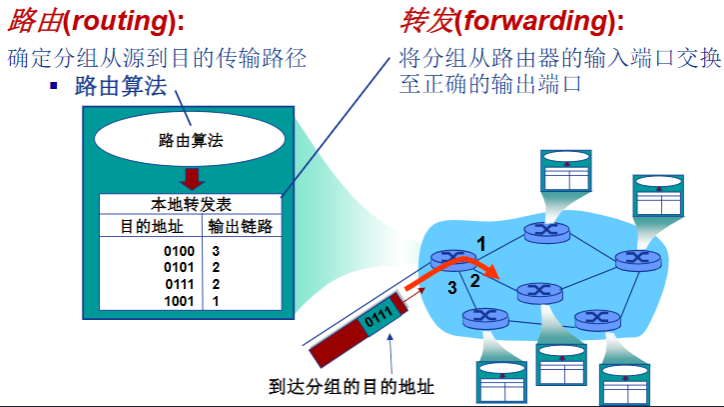 路由(routing):
确定分组从源到目的传输路径
▪ 路由算法
转发(forwarding):
将分组从路由器的输入端口交换
至正确的输出端口
路由算法
本地转发表
目的地址 输出链路
0100 3
0101 2
0111 2
1001 1
1
2
3
0111
到达分组的目的地址